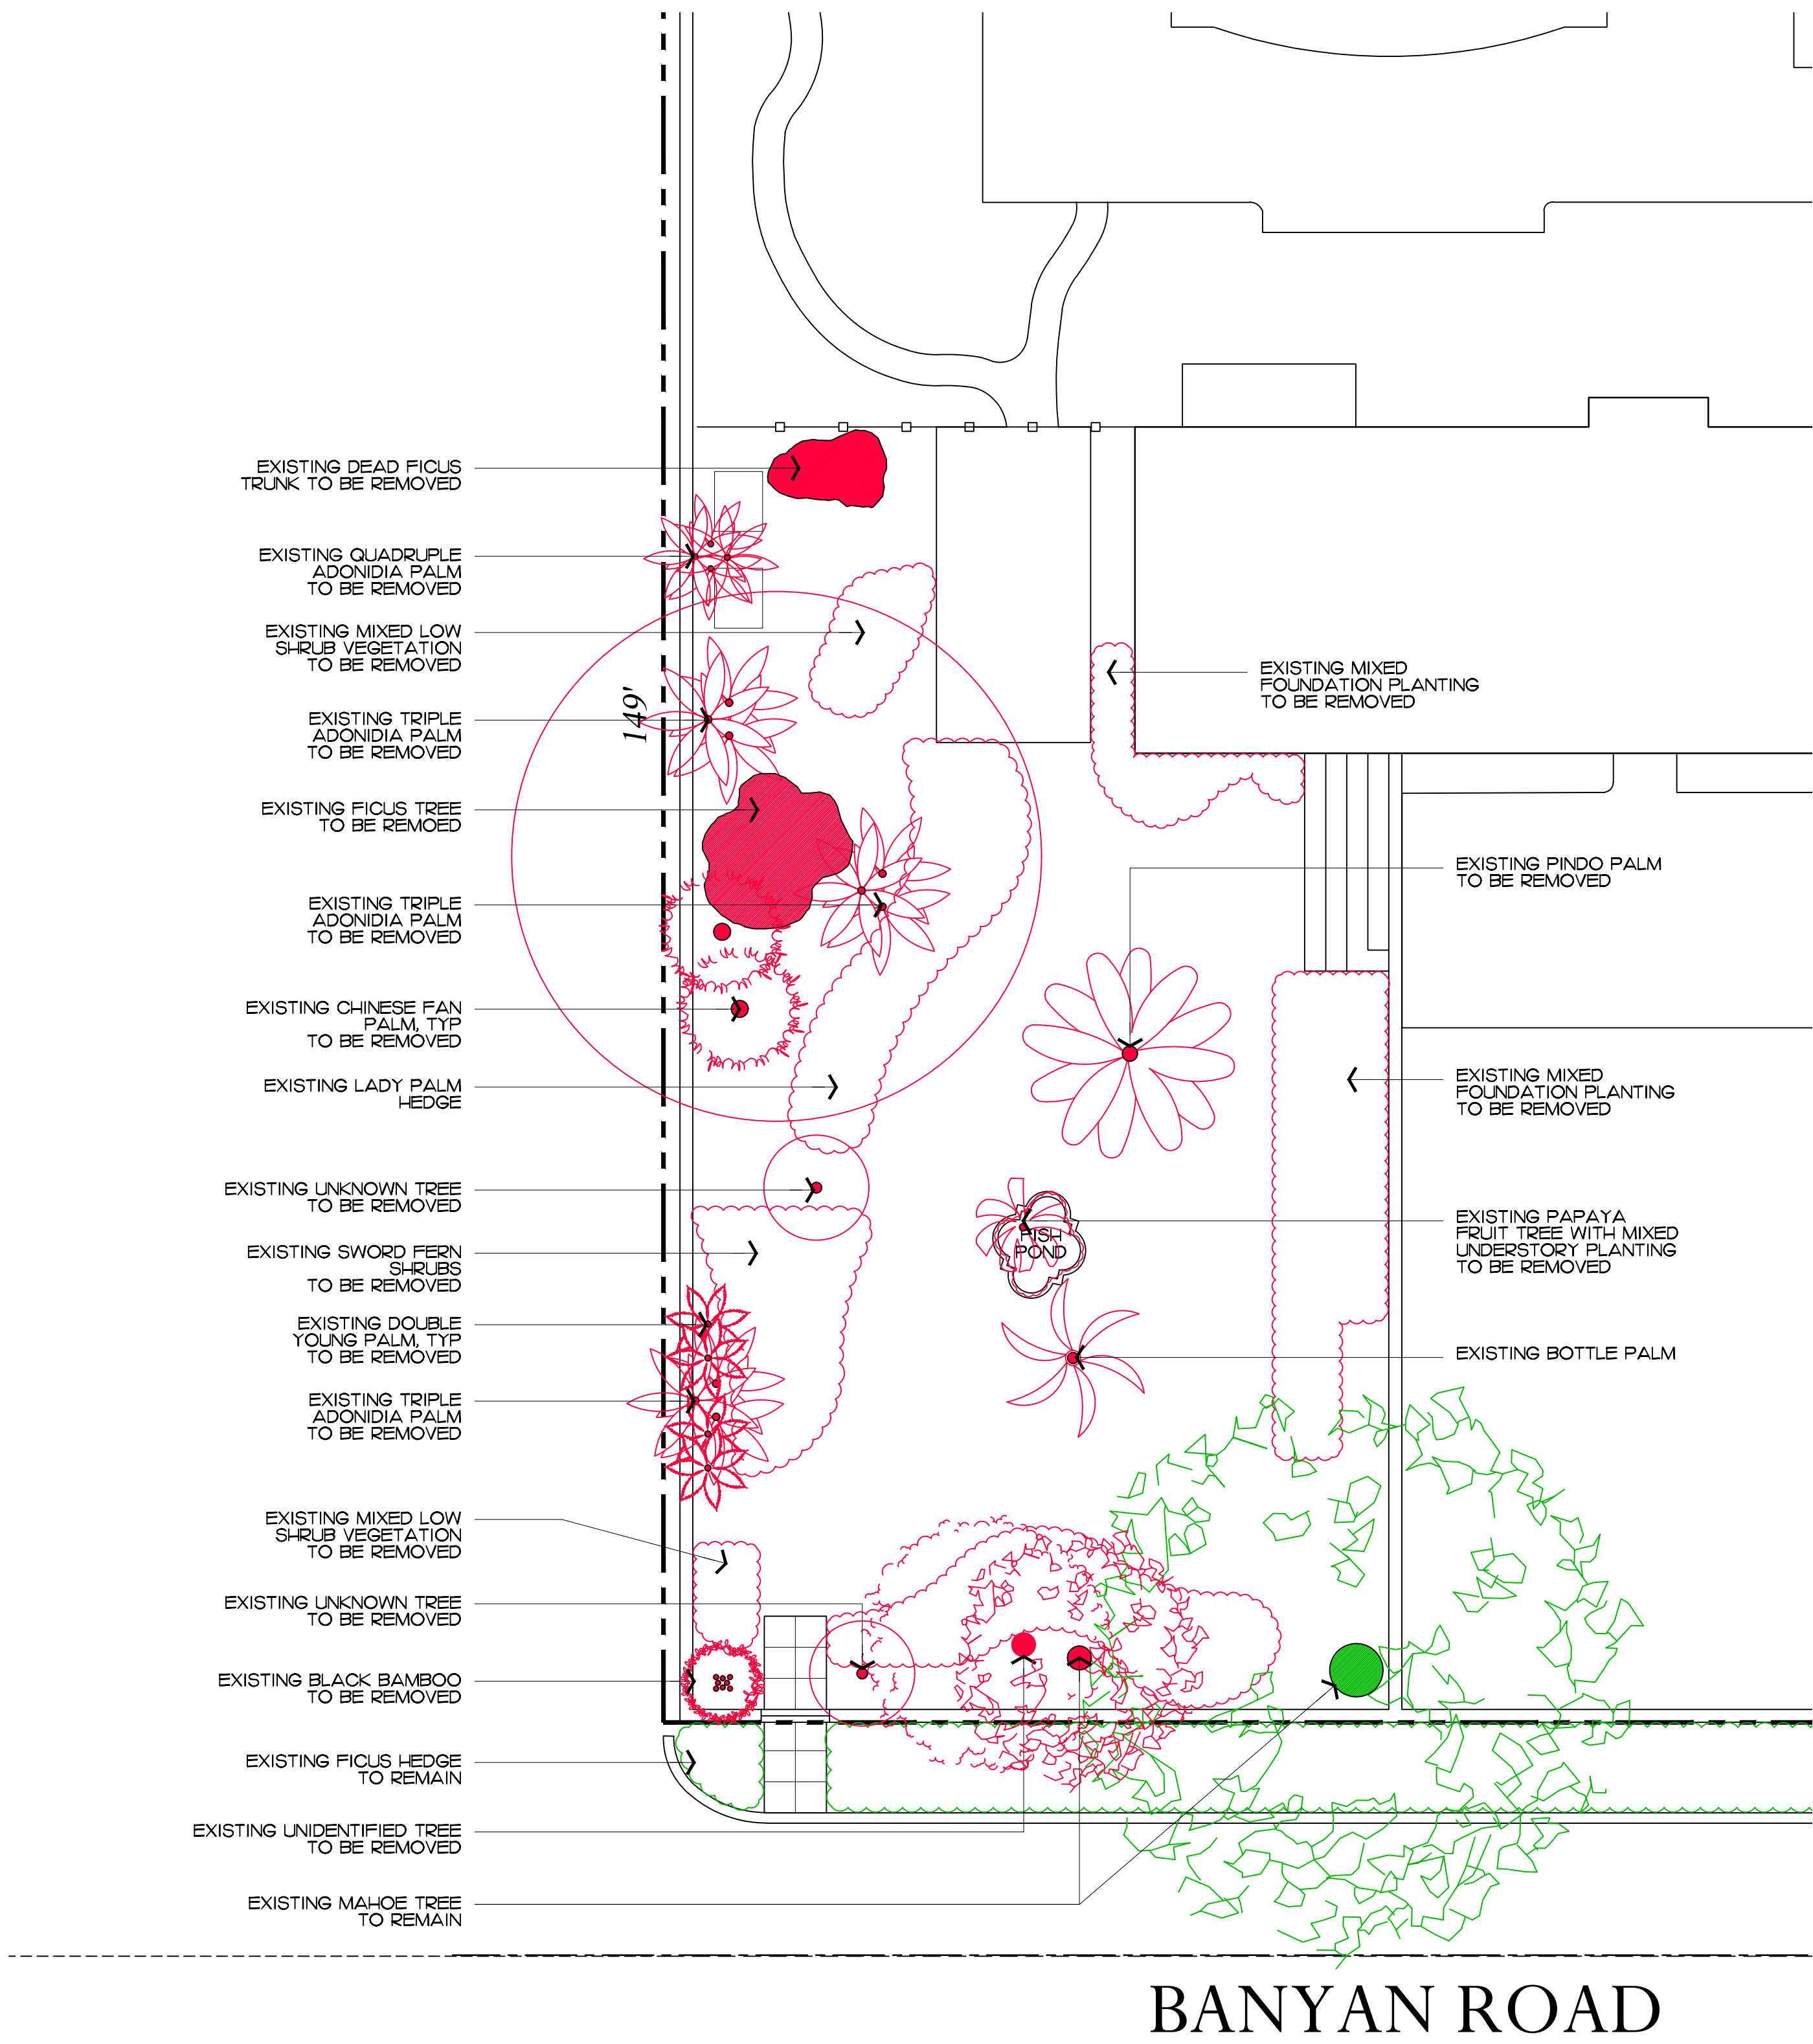 EXISTING DEAD FICUS
TRUNK TO BE REMOVED
EXISTING QUADRUPLE
ADONIDIA PALM
TO BE REMOVED
EXISTING MIXED LOW
SHRUB VEGETATION
TO BE REMOVED
149'
EXISTING TRIPLE
ADONIDIA PALM
TO BE REMOVED
EXISTING FICUS TREE
TO BE REMOED
EXISTING TRIPLE
ADONIDIA PALM
TO BE REMOVED
EXISTING CHINESE FAN
PALM, TYP
TO BE REMOVED
EXISTING LADY PALM
HEDGE
EXISTING UNKNOWN TREE
TO BE REMOVED
EXISTING SWORD FERN
SHRUBS
TO BE REMOVED
EXISTING DOUBLE
YOUNG PALM, TYP
TO BE REMOVED
EXISTING TRIPLE
ADONIDIA PALM
TO BE REMOVED
EXISTING MIXED LOW
SHRUB VEGETATION
TO BE REMOVED
EXISTING UNKNOWN TREE
TO BE REMOVED
EXISTING BLACK BAMBOO
TO BE REMOVED
EXISTING FICUS HEDGE
TO REMAIN
EXISTING UNIDENTIFIED TREE
TO BE REMOVED
EXISTING MAHOE TREE
TO REMAIN
EXISTING MIXED
FOUNDATION PLANTING
TO BE REMOVED
EXISTING PINDO PALM
TO BE REMOVED
EXISTING MIXED
FOUNDATION PLANTING
TO BE REMOVED
FISH
POND
EXISTING PAPAYA
FRUIT TREE WITH MIXED
UNDERSTORY PLANTING
TO BE REMOVED
EXISTING BOTTLE PALM
BANYAN ROAD